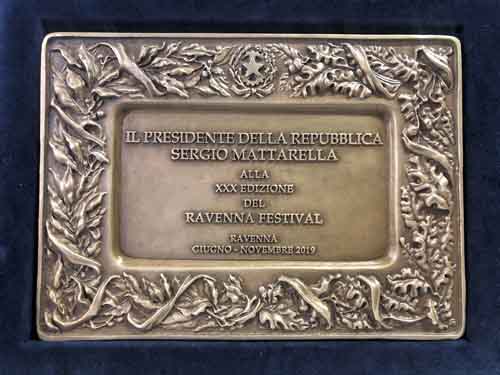 IL PRESIDENTE DELLA REPUBBLICA
SERGIO MATTARELLA
ALLA
XXX EDIZIONE
DEL
RAVENNA FESTIVAL
RAVENNA
GIUGNO - NOVEMBRE 2019